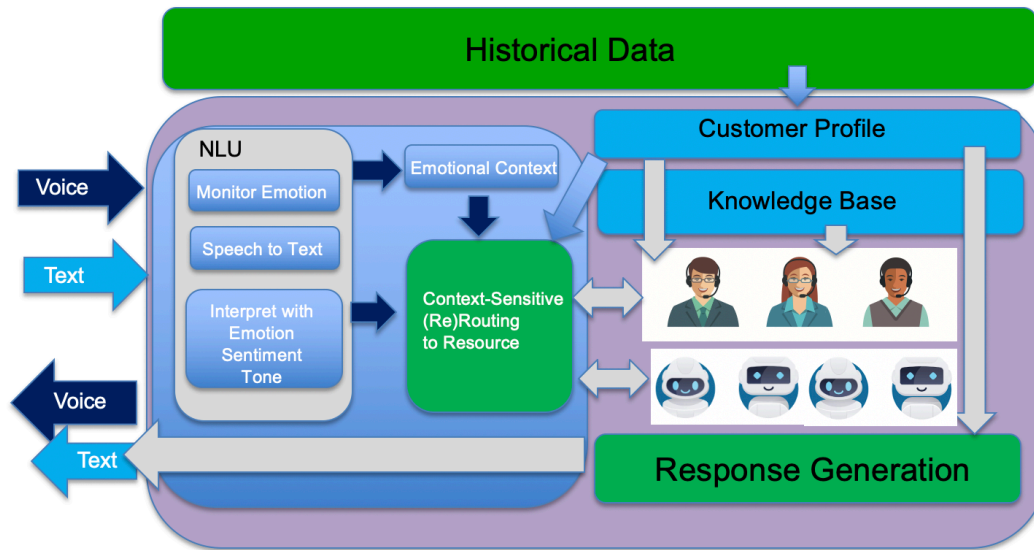 Historical Data
Customer Profile
Knowledge Base
NLU
Monitor Emotion
Speech to Text
Interpret with
Emotion
Sentiment
Tone
Emotional Context
Context-Sensitive
(Re)Routing
to Resource
Voice
Text
Voice
Text
Response Generation